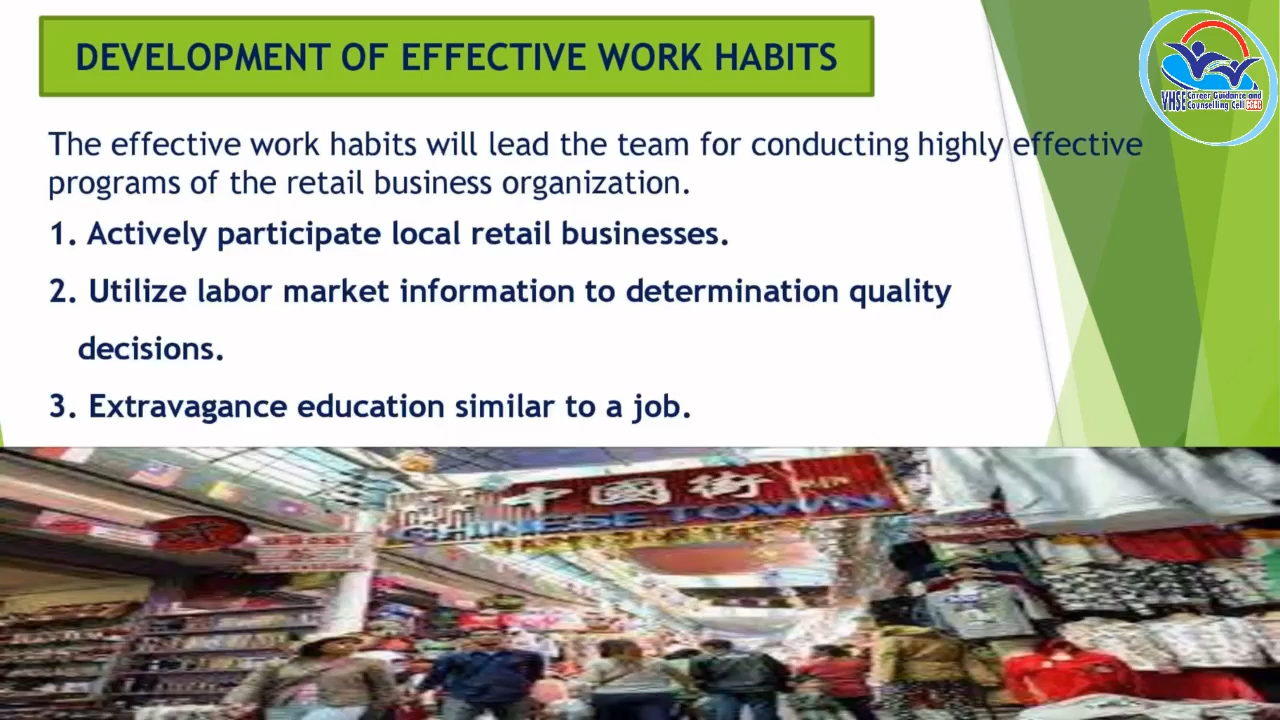 DEVELOPMENT OF EFFECTIVE WORK HABITS
VHSE Career Guidance and
Counselling Cell CGCC
The effective work habits will lead the team for conducting highly effective
programs of the retail business organization.
1. Actively participate local retail businesses.
2. Utilize labor market information to determination quality
decisions.
3. Extravagance education similar to a job.
中國街
CHINESE TOWN